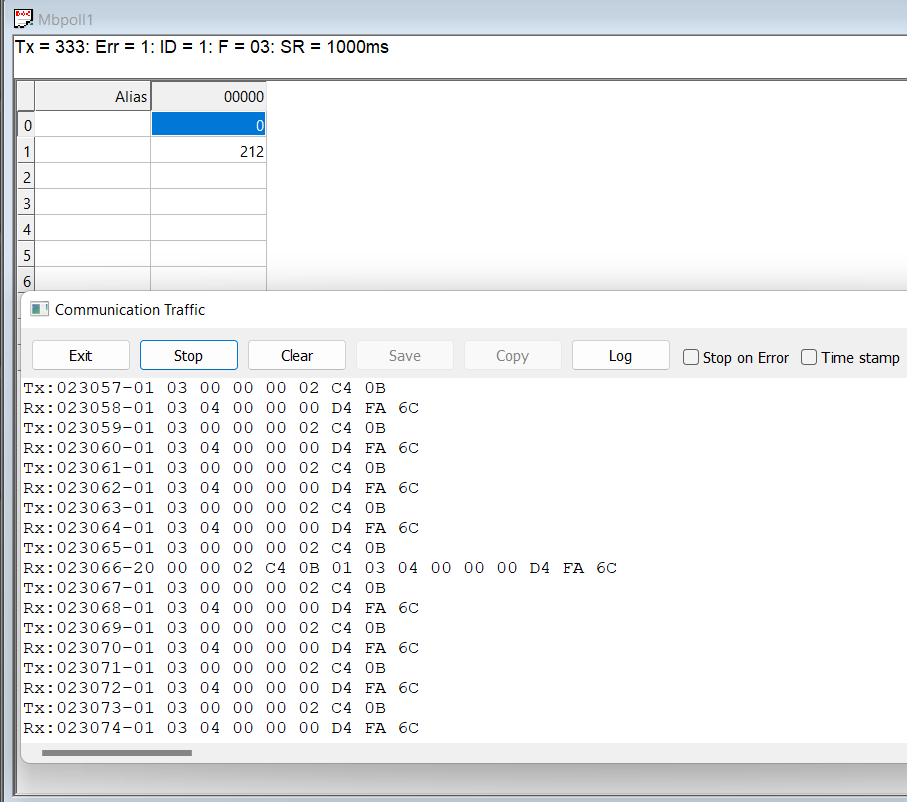 Mbpoll1
Tx = 333: Err = 1: ID = 1: F = 03: SR = 1000ms
Alias 00000
0 0
1 212
2
3
4
5
6
Communication Traffic
Exit Stop Clear Save Copy Log Stop on Error Time stamp
Tx:023057-01 03 00 00 00 02 C4 0B
Rx:023058-01 03 04 00 00 00 D4 FA 6C
Tx:023059-01 03 00 00 00 02 C4 0B
Rx:023060-01 03 04 00 00 00 D4 FA 6C
Tx:023061-01 03 00 00 00 02 C4 0B
Rx:023062-01 03 04 00 00 00 D4 FA 6C
Tx:023063-01 03 00 00 00 02 C4 0B
Rx:023064-01 03 04 00 00 00 D4 FA 6C
Tx:023065-01 03 00 00 00 02 C4 0B
Rx:023066-20 00 00 02 C4 0B 01 03 04 00 00 00 D4 FA 6C
Tx:023067-01 03 00 00 00 02 C4 0B
Rx:023068-01 03 04 00 00 00 D4 FA 6C
Tx:023069-01 03 00 00 00 02 C4 0B
Rx:023070-01 03 04 00 00 00 D4 FA 6C
Tx:023071-01 03 00 00 00 02 C4 0B
Rx:023072-01 03 04 00 00 00 D4 FA 6C
Tx:023073-01 03 00 00 00 02 C4 0B
Rx:023074-01 03 04 00 00 00 D4 FA 6C